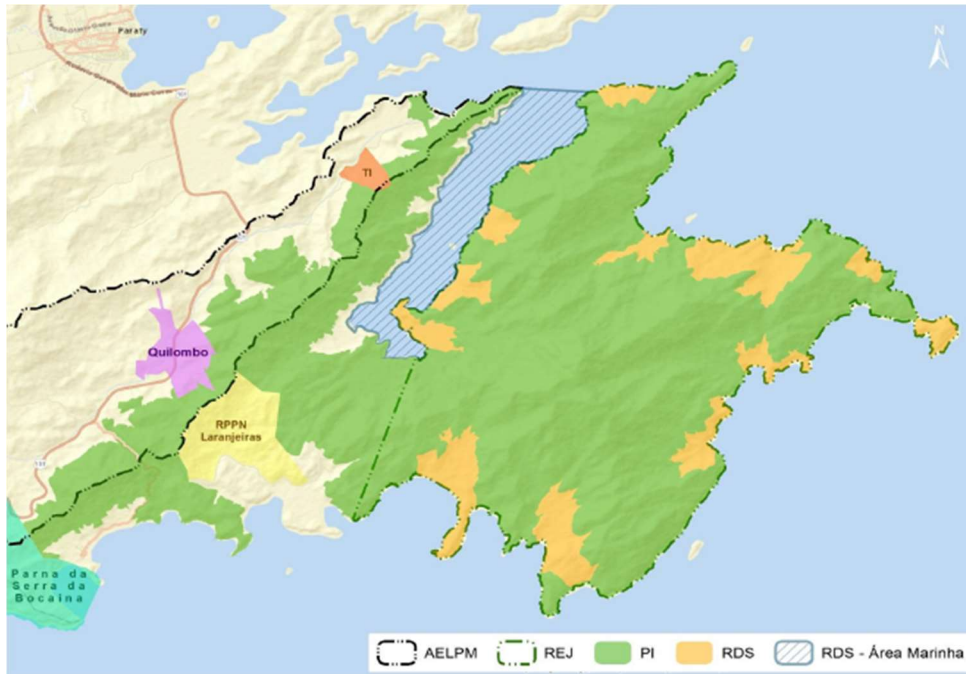 Paraty
N
TI
Quilombo
RPPN
Laranjeiras
Parna da
Serra da
Bocaina
AELPM
REJ
PI
RDS
RDS - Área Marinha